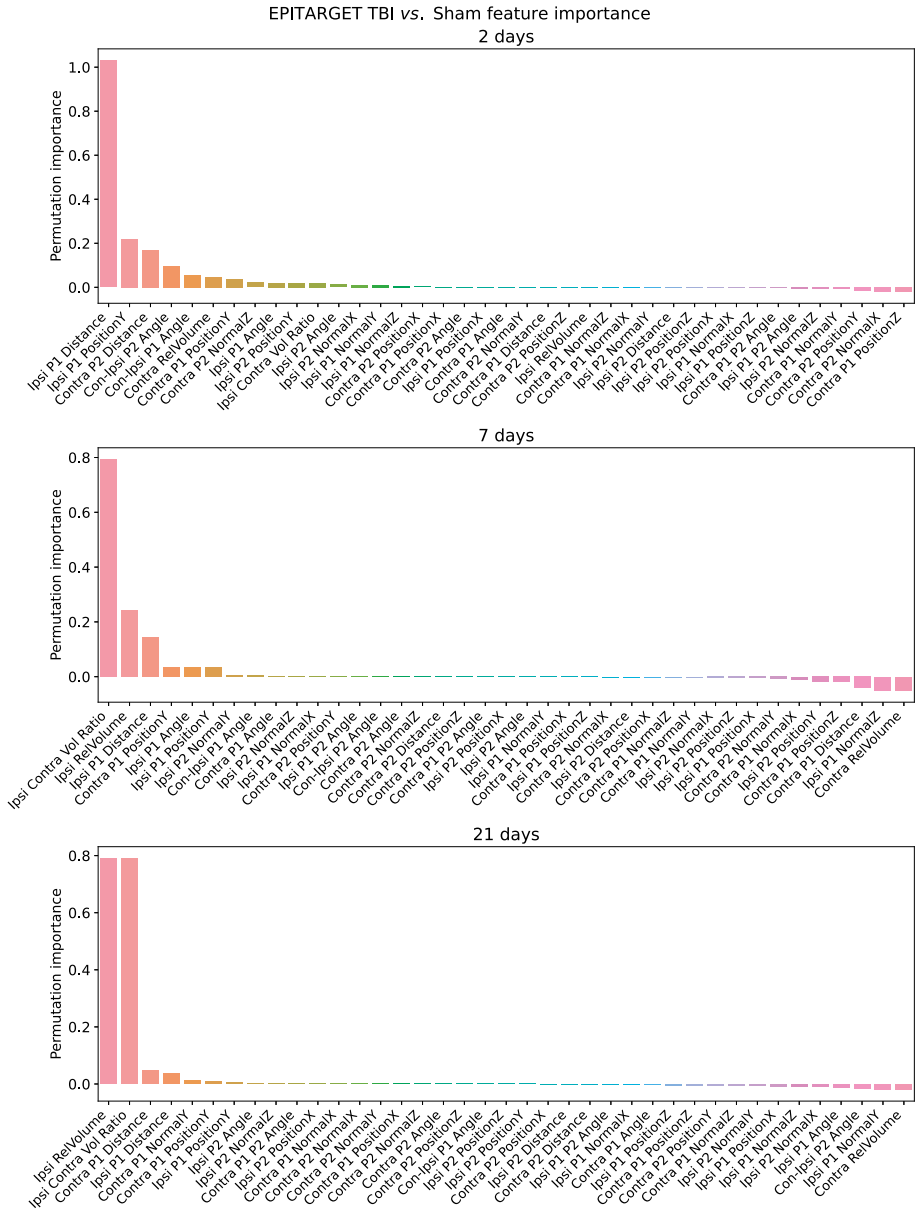 EPITARGET TBI vs. Sham feature importance
2 days
Permutation importance
1.0
0.8
0.6
0.4
0.2
0.0
Ipsi P1 Distance
Ipsi P1 PositionY
Contra P2 Distance
Con-Ipsi P2 Angle
Con-Ipsi P1 Angle
Contra RelVolume
Contra P1 PositionY
Contra P2 NormalZ
Ipsi P1 Angle
Ipsi P2 PositionY
Ipsi Contra Vol Ratio
Ipsi P2 Angle
Ipsi P2 NormalX
Ipsi P1 NormalY
Ipsi P1 NormalZ
Contra P2 PositionX
Contra P1 PositionX
Contra P2 Angle
Ipsi P1 PositionX
Contra P1 Angle
Contra P2 NormalY
Contra P1 Distance
Contra P2 PositionZ
Ipsi RelVolume
Contra P1 NormalZ
Contra P1 NormalX
Ipsi P2 NormalY
Ipsi P2 Distance
Ipsi P2 PositionZ
Ipsi P2 PositionX
Ipsi P1 NormalX
Ipsi P1 PositionZ
Contra P1 P2 Angle
Ipsi P1 P2 Angle
Ipsi P2 NormalZ
Contra P1 NormalY
Contra P2 PositionY
Contra P2 NormalX
Contra P1 PositionZ
7 days
Permutation importance
0.8
0.6
0.4
0.2
0.0
Ipsi Contra Vol Ratio
Ipsi RelVolume
Ipsi P1 Distance
Contra P1 PositionY
Ipsi P1 Angle
Ipsi P1 PositionY
Ipsi P2 NormalY
Con-Ipsi P1 Angle
Contra P1 Angle
Ipsi P2 NormalZ
Ipsi P1 NormalX
Contra P2 PositionY
Ipsi P1 P2 Angle
Con-Ipsi P2 Angle
Contra P2 Angle
Contra P2 Distance
Contra P2 PositionZ
Contra P1 P2 Angle
Ipsi P2 PositionX
Ipsi P2 Angle
Ipsi P1 NormalY
Contra P1 PositionX
Ipsi P1 PositionZ
Contra P2 NormalX
Ipsi P2 Distance
Contra P2 PositionX
Contra P1 NormalZ
Contra P1 NormalY
Ipsi P2 NormalX
Ipsi P2 PositionZ
Ipsi P1 PositionX
Contra P2 NormalY
Contra P1 NormalX
Ipsi P2 PositionY
Contra P1 PositionZ
Contra P1 Distance
Ipsi P1 NormalZ
Contra RelVolume
21 days
Permutation importance
0.8
0.6
0.4
0.2
0.0
Ipsi RelVolume
Ipsi Contra Vol Ratio
Contra P1 Distance
Ipsi P1 Distance
Contra P1 NormalY
Contra P1 PositionY
Ipsi P1 PositionY
Ipsi P2 Angle
Ipsi P2 NormalZ
Contra P1 P2 Angle
Ipsi P2 PositionX
Contra P1 NormalX
Contra P2 NormalX
Contra P2 NormalY
Contra P1 PositionX
Contra P2 NormalZ
Contra P2 Angle
Contra P2 PositionZ
Con-Ipsi P1 Angle
Ipsi P2 PositionZ
Ipsi P2 PositionY
Contra P2 PositionX
Ipsi P2 Distance
Contra P2 Distance
Ipsi P1 P2 Angle
Ipsi P1 NormalX
Contra P1 Angle
Ipsi P1 PositionZ
Contra P1 PositionZ
Contra P2 PositionY
Contra P1 NormalZ
Ipsi P2 NormalY
Ipsi P1 PositionX
Ipsi P1 NormalZ
Ipsi P2 NormalX
Ipsi P1 Angle
Con-Ipsi P2 Angle
Ipsi P1 NormalY
Contra RelVolume